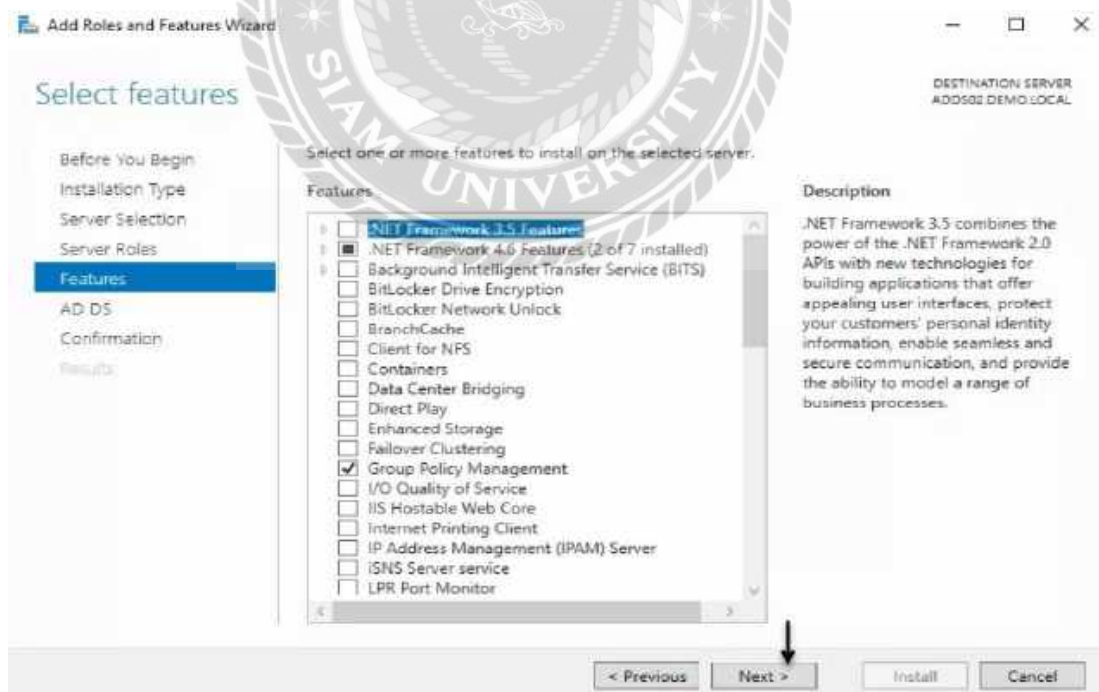 Add Roles and Features Wizard
Select features
DESTINATION SERVER
ADDS02.DEMO.LOCAL
Before You Begin
Installation Type
Server Selection
Server Roles
Features
AD DS
Confirmation
Results
Select one or more features to install on the selected server.
Features
.NET Framework 3.5 Features
.NET Framework 4.6 Features (2 of 7 installed)
Background Intelligent Transfer Service (BITS)
BitLocker Drive Encryption
BitLocker Network Unlock
BranchCache
Client for NFS
Containers
Data Center Bridging
Direct Play
Enhanced Storage
Failover Clustering
Group Policy Management
I/O Quality of Service
IIS Hostable Web Core
Internet Printing Client
IP Address Management (IPAM) Server
iSNS Server service
LPR Port Monitor
Description
.NET Framework 3.5 combines the
power of the .NET Framework 2.0
APIs with new technologies for
building applications that offer
appealing user interfaces, protect
your customers' personal identity
information, enable seamless and
secure communication, and provide
the ability to model a range of
business processes.
< Previous
Next >
Install
Cancel
SIAM UNIVERSITY